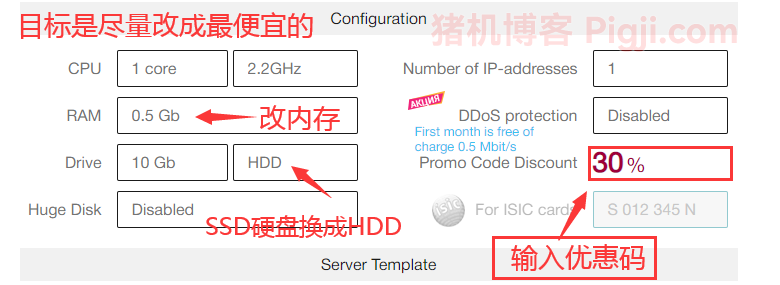 Configuration
目标是尽量改成最便宜的
猪机博客 Pigji.com
CPU 1 core 2.2GHz
Number of IP-addresses 1
RAM 0.5 Gb
改内存
АКЦИЯ
DDoS protection Disabled
First month is free of
charge 0.5 Mbit/s
Drive 10 Gb HDD
Promo Code Discount 30 %
Huge Disk Disabled
SSD硬盘换成HDD
isic
For ISIC cards S 012 345 N
输入优惠码
Server Template